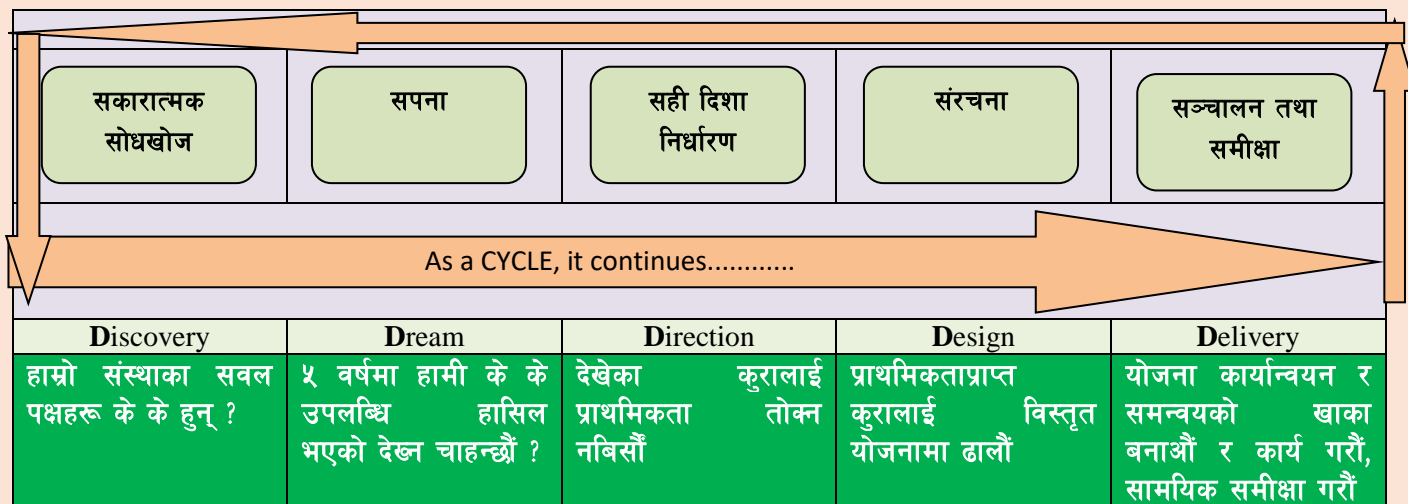 सकारात्मक
सोधखोज
सपना
सही दिशा
निर्धारण
संरचना
सञ्चालन तथा
समीक्षा
As a CYCLE, it continues............
Discovery
Dream
Direction
Design
Delivery
हाम्रो संस्थाका सवल
पक्षहरू के के हुन् ?
५ वर्षमा हामी के के
उपलब्धि हासिल
भएको देख्न चाहन्छौं ?
देखेका कुरालाई
प्राथमिकता तोक्न
नबिर्सौं
प्राथमिकताप्राप्त
कुरालाई विस्तृत
योजनामा ढालौं
योजना कार्यान्वयन र
समन्वयको खाका
बनाऔं र कार्य गरौं,
सामयिक समीक्षा गरौं